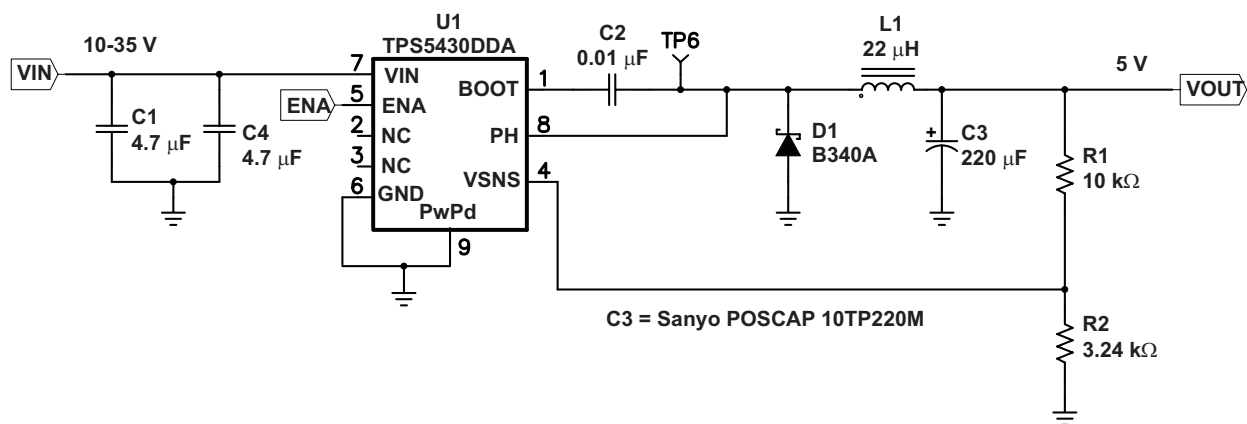 U1
TPS5430DDA
10-35 V
VIN
C1
4.7 μF
C4
4.7 μF
ENA
7
5
2
3
6
VIN
ENA
NC
NC
GND
BOOT
PH
VSNS
PwPd
1
8
4
9
C2
0.01 μF
TP6
D1
B340A
L1
22 μH
+
C3
220 μF
5 V
VOUT
R1
10 kΩ
C3 = Sanyo POSCAP 10TP220M
R2
3.24 kΩ